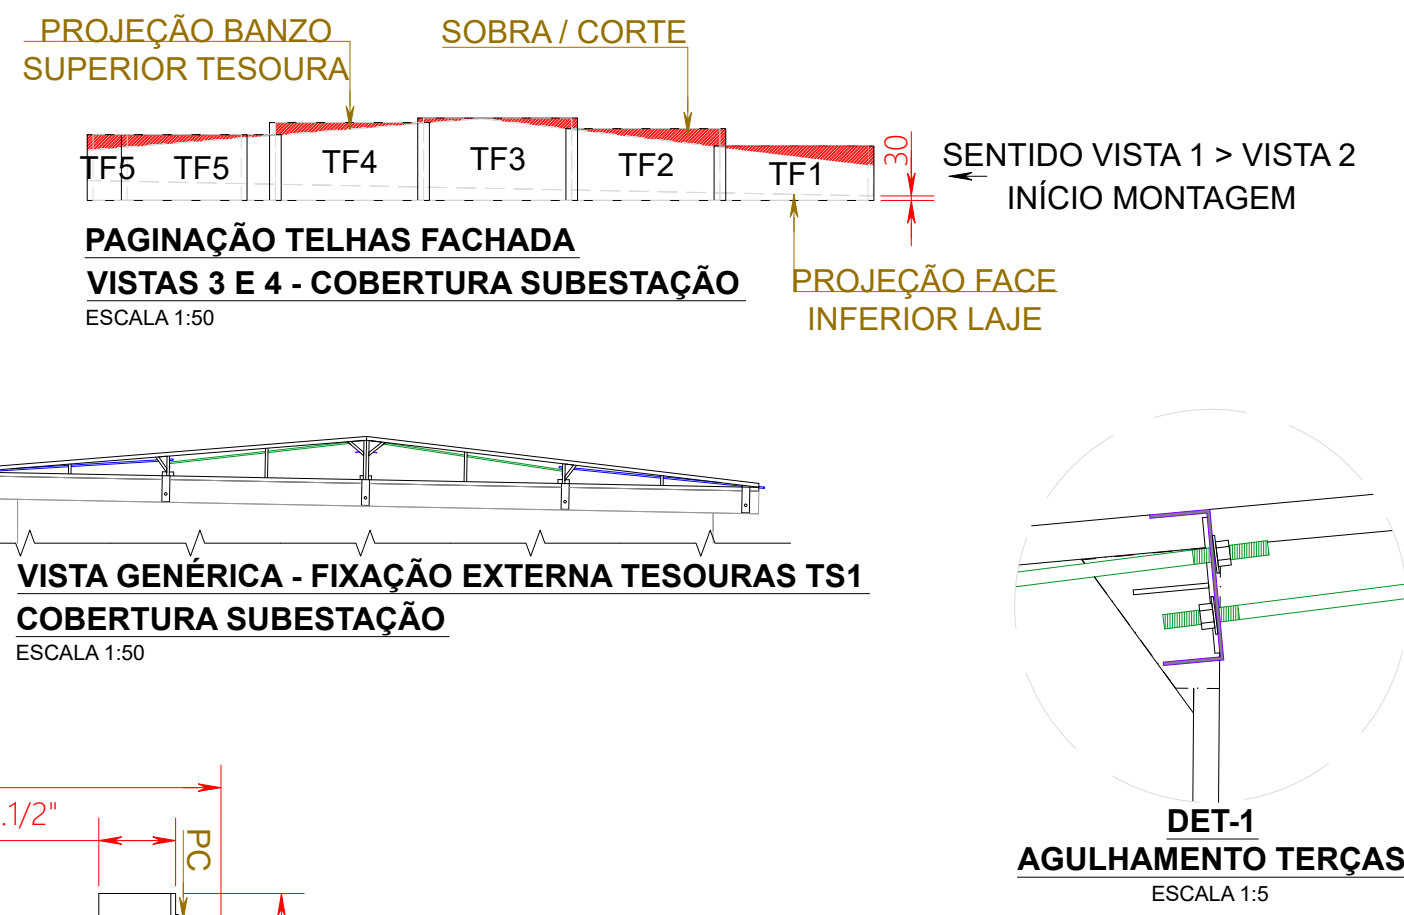 PROJEÇÃO BANZO
SUPERIOR TESOURA
SOBRA / CORTE
TF5
TF5
TF4
TF3
TF2
TF1
30
SENTIDO VISTA 1 > VISTA 2
INÍCIO MONTAGEM
PAGINAÇÃO TELHAS FACHADA
VISTAS 3 E 4 - COBERTURA SUBESTAÇÃO
ESCALA 1:50
PROJEÇÃO FACE
INFERIOR LAJE
VISTA GENÉRICA - FIXAÇÃO EXTERNA TESOURAS TS1
COBERTURA SUBESTAÇÃO
ESCALA 1:50
.1/2"
PC
DET-1
AGULHAMENTO TERÇAS
ESCALA 1:5